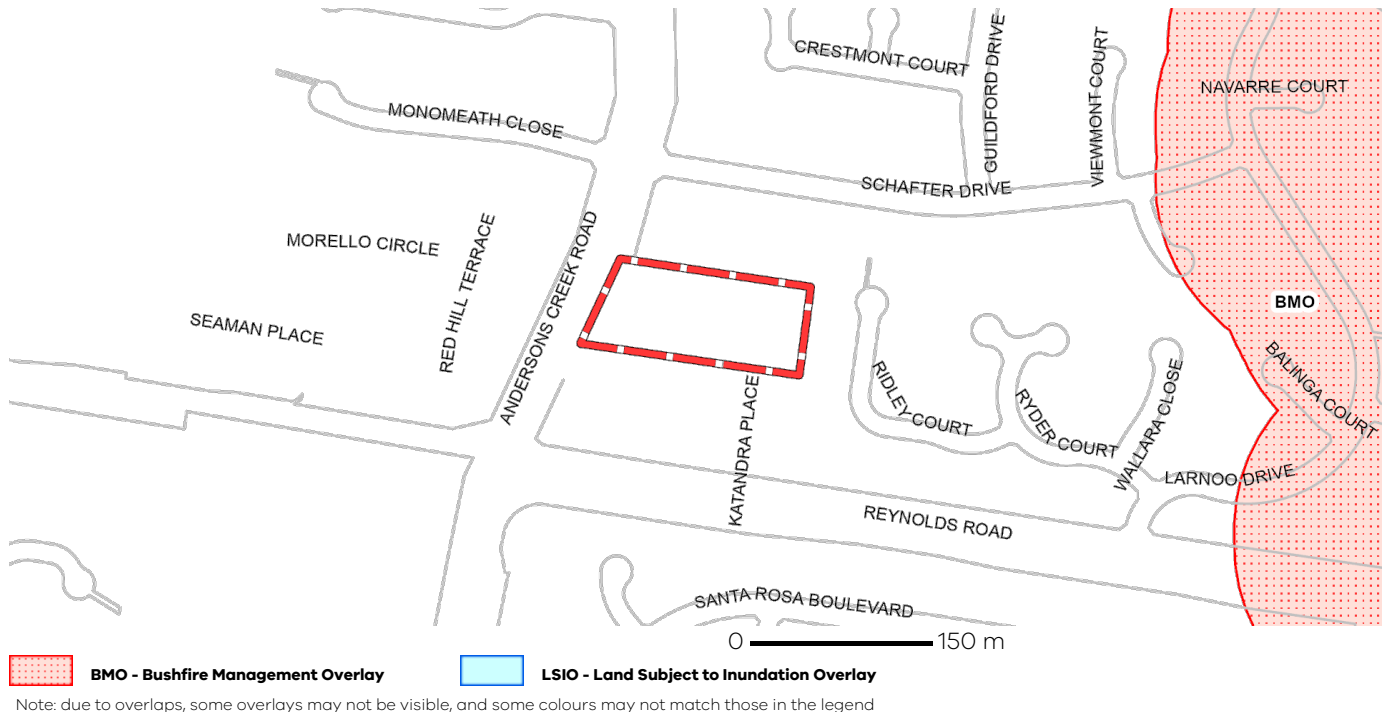 CRESTMONT COURT
GUILDFORD DRIVE
VIEWMONT COURT
NAVARRE COURT
MONOMEATH CLOSE
SCHAFTER DRIVE
MORELLO CIRCLE
RED HILL TERRACE
ANDERSONS CREEK ROAD
SEAMAN PLACE
BMO
BALINGA COURT
RIDLEY COURT
RYDER COURT
WALLARA CLOSE
KATANDRA PLACE
LARNOO DRIVE
REYNOLDS ROAD
SANTA ROSA BOULEVARD
0 150 m
BMO - Bushfire Management Overlay
LSIO - Land Subject to Inundation Overlay
Note: due to overlaps, some overlays may not be visible, and some colours may not match those in the legend